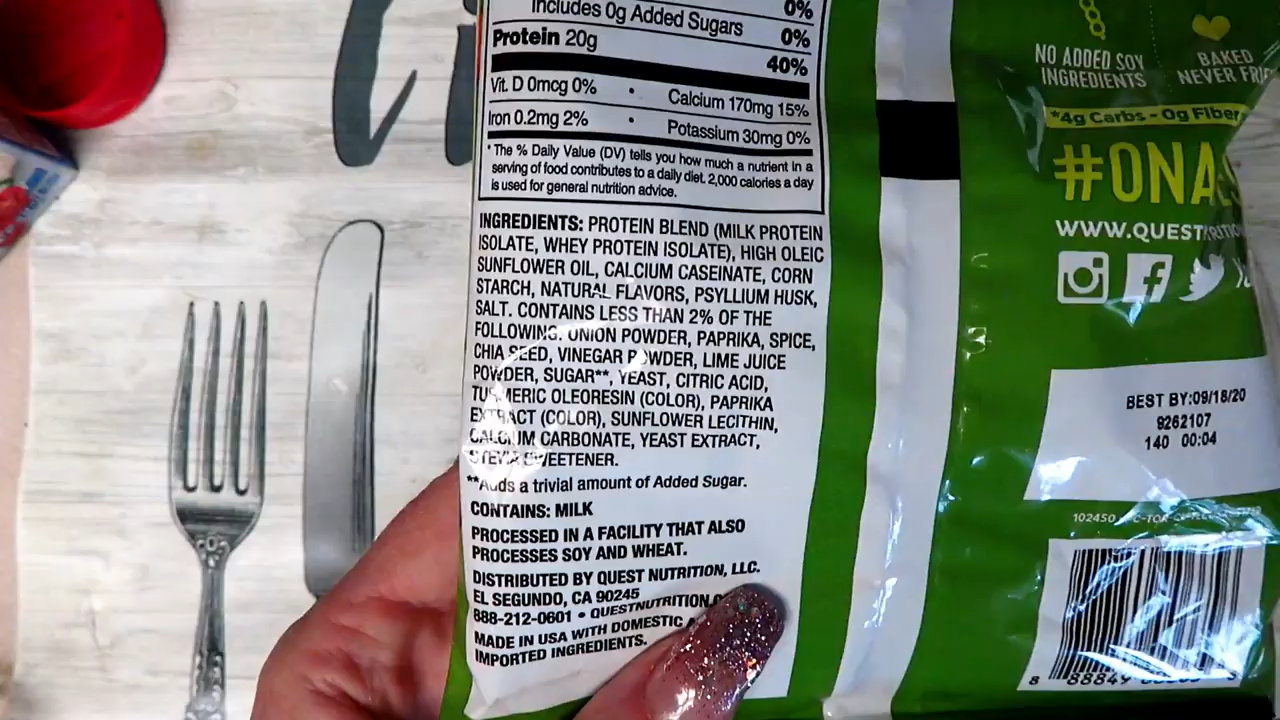 Includes 0g Added Sugars 0%
0%
Protein 20g
40%
Vit. D 0mcg 0% • Calcium 170mg 15%
Iron 0.2mg 2% • Potassium 30mg 0%
* The % Daily Value (DV) tells you how much a nutrient in a
serving of food contributes to a daily diet. 2,000 calories a day
is used for general nutrition advice.
INGREDIENTS: PROTEIN BLEND (MILK PROTEIN
ISOLATE, WHEY PROTEIN ISOLATE), HIGH OLEIC
SUNFLOWER OIL, CALCIUM CASEINATE, CORN
STARCH, NATURAL FLAVORS, PSYLLIUM HUSK,
SALT. CONTAINS LESS THAN 2% OF THE
FOLLOWING: ONION POWDER, PAPRIKA, SPICE,
CHIA SEED, VINEGAR POWDER, LIME JUICE
POWDER, SUGAR**, YEAST, CITRIC ACID,
TURMERIC OLEORESIN (COLOR), PAPRIKA
EXTRACT (COLOR), SUNFLOWER LECITHIN,
CALCIUM CARBONATE, YEAST EXTRACT,
STEVIA SWEETENER.
**Adds a trivial amount of Added Sugar.
CONTAINS: MILK
PROCESSED IN A FACILITY THAT ALSO
PROCESSES SOY AND WHEAT.
DISTRIBUTED BY QUEST NUTRITION, LLC.
EL SEGUNDO, CA 90245
888-212-0601 • QUESTNUTRITION.C
MADE IN USA WITH DOMESTIC A
IMPORTED INGREDIENTS.
NO ADDED SOY
INGREDIENTS
BAKED
NEVER FRI
*4g Carbs - 0g Fiber
#ONA
WWW.QUESTNUTRITIO
BEST BY:09/18/20
9262107
140 00:04
102450
8 88849